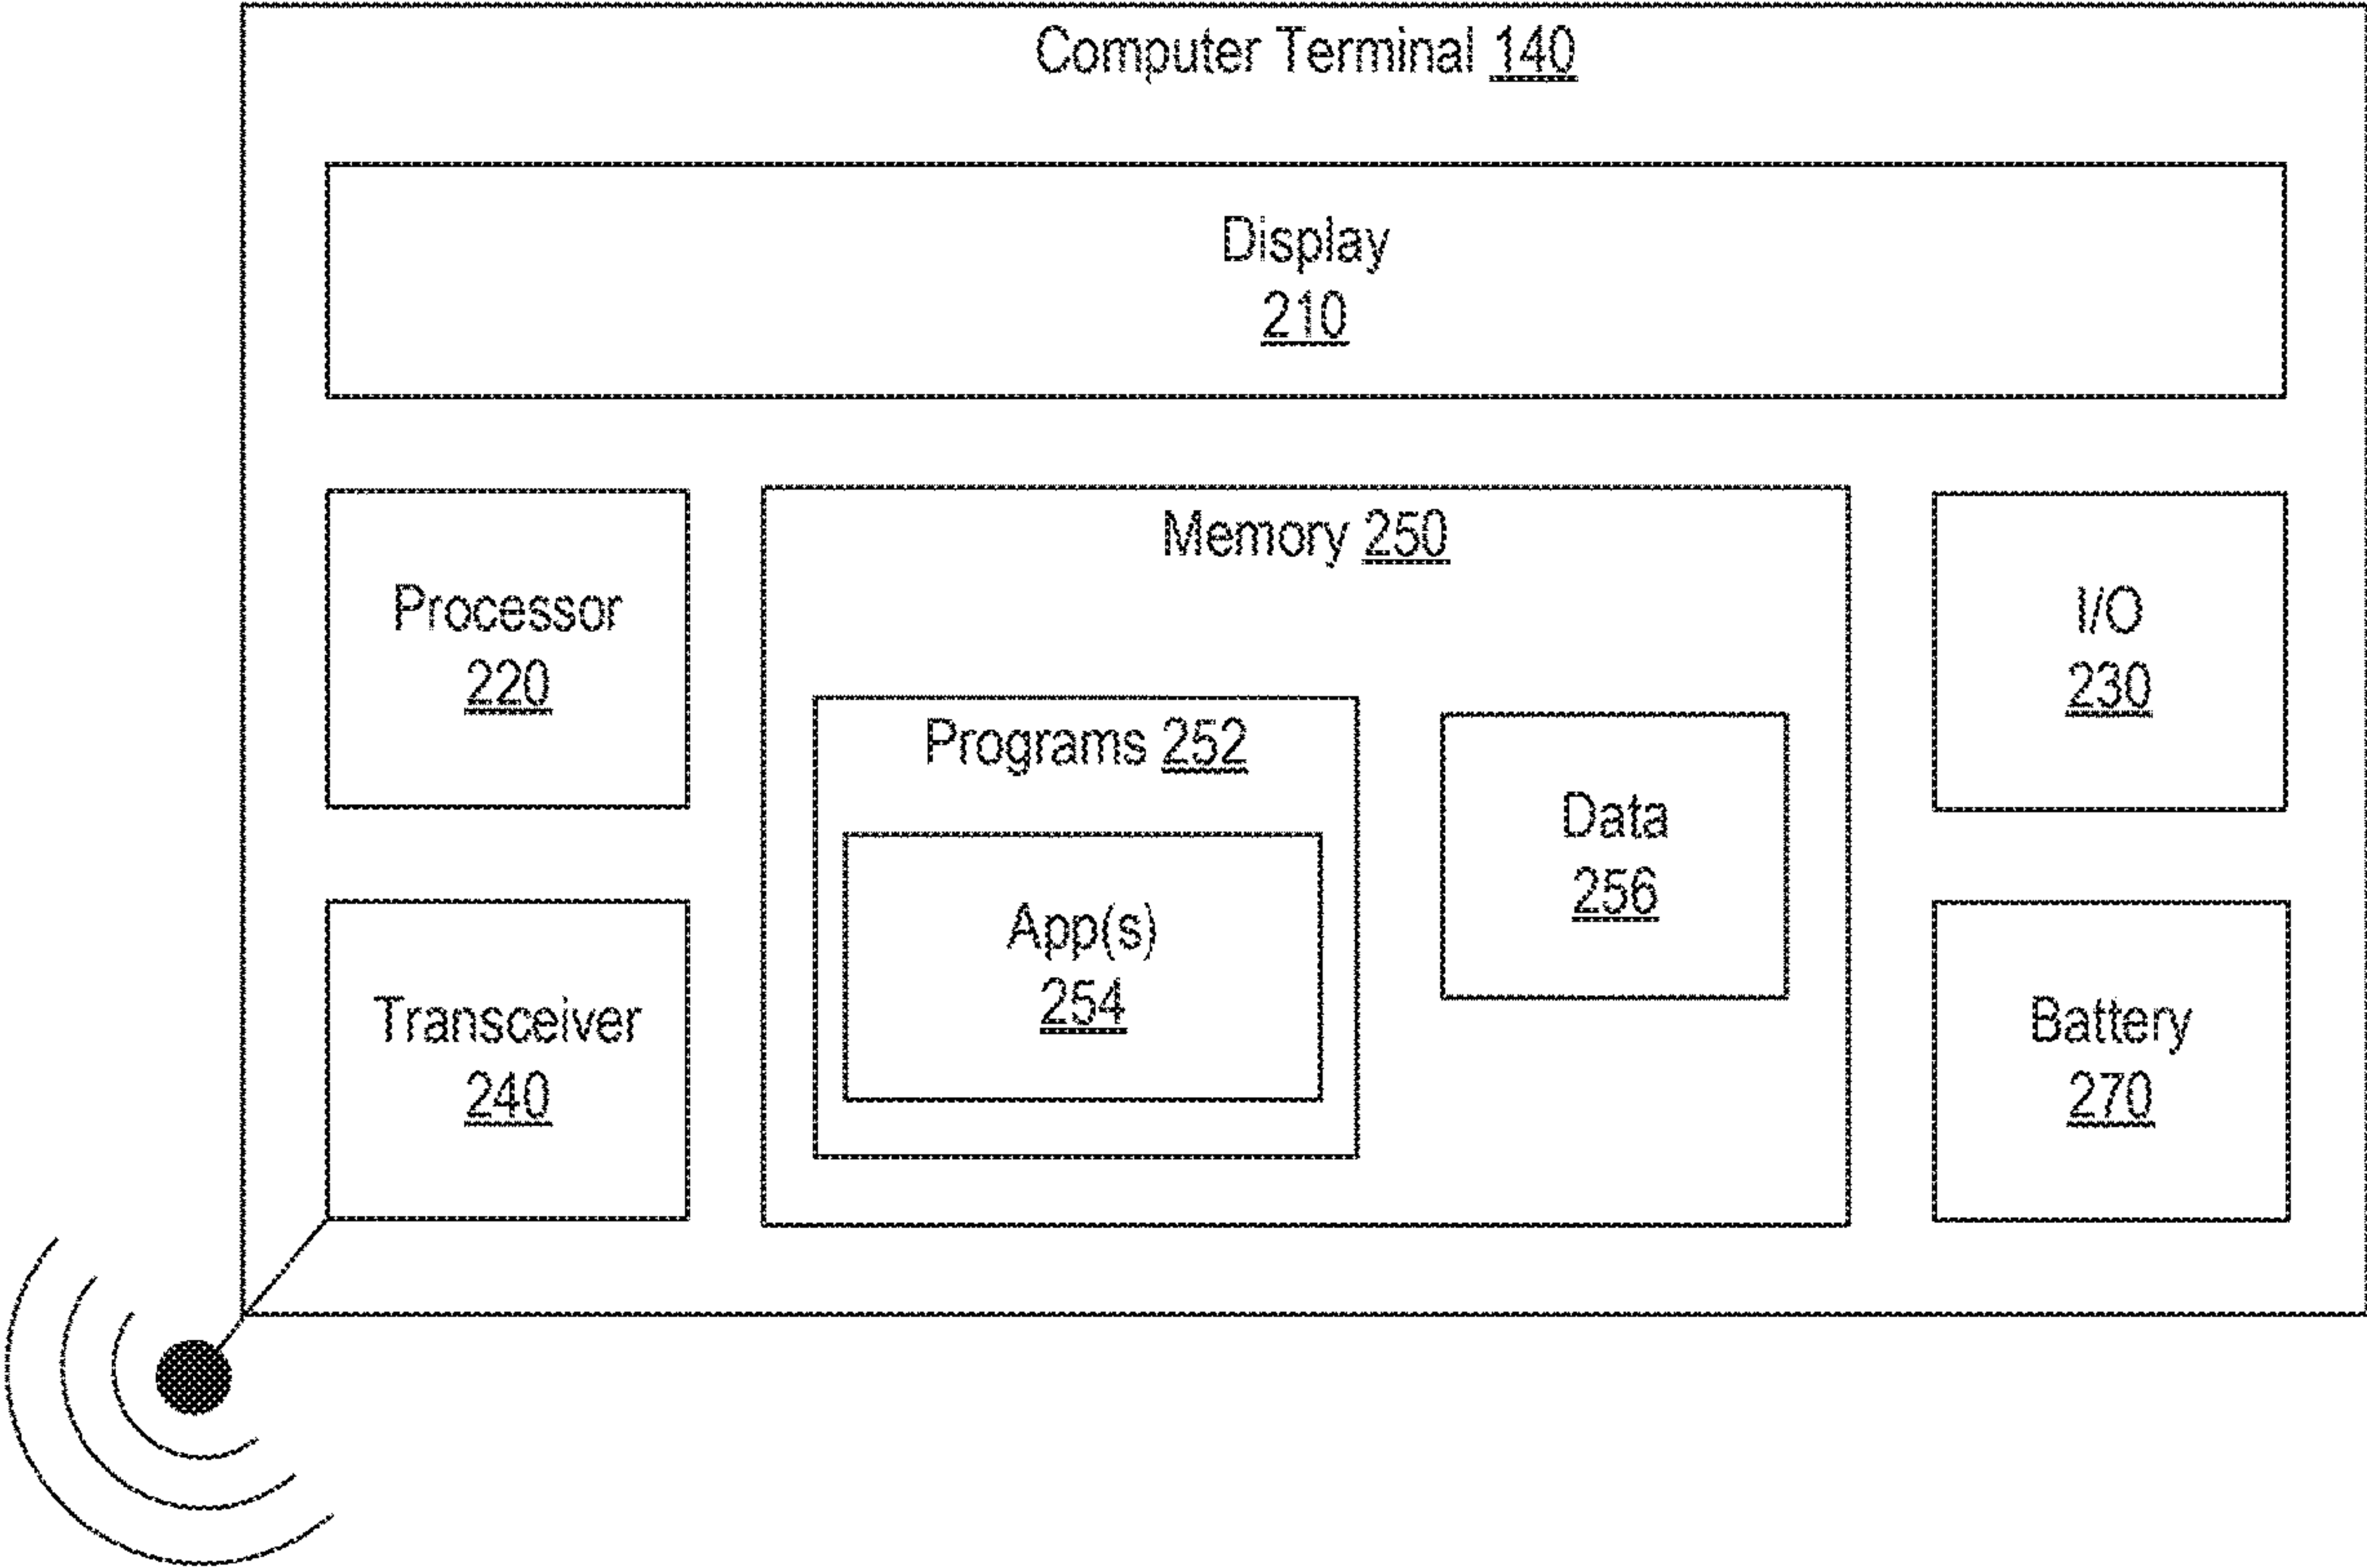 Computer Terminal 140
Display
210
Processor
220
Memory 250
I/O
230
Programs 252
App(s)
254
Data
256
Transceiver
240
Battery
270